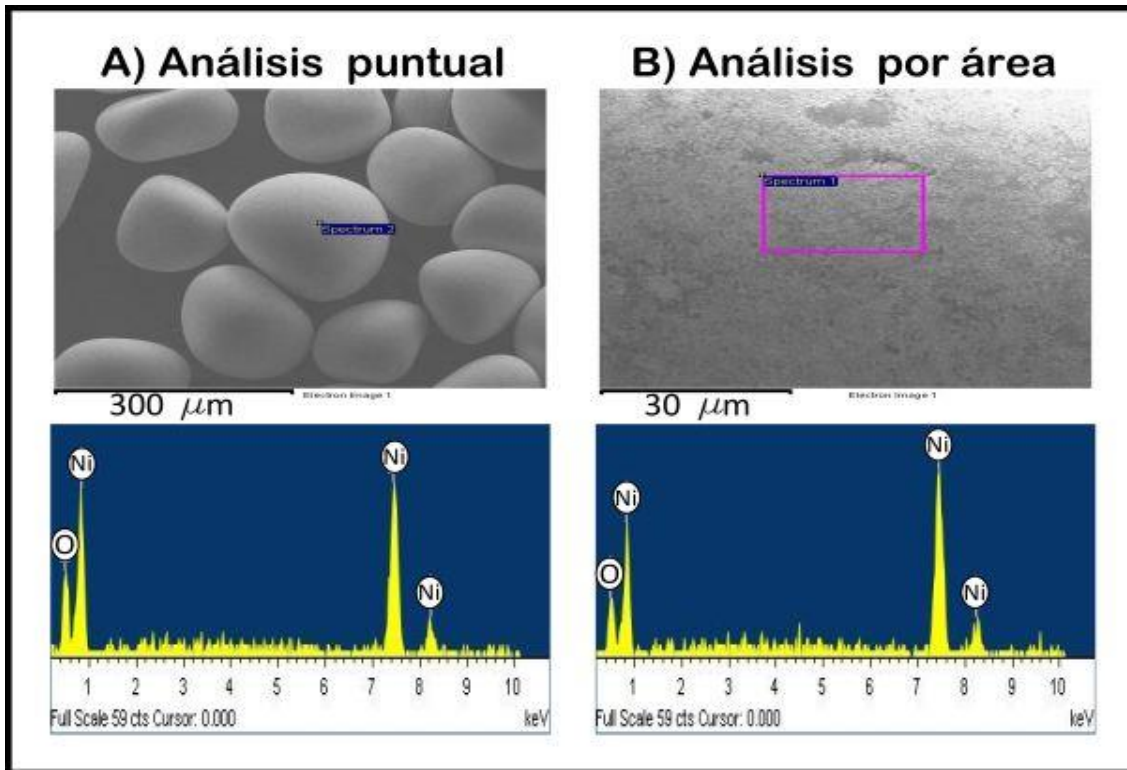 A) Análisis puntual
Spectrum 2
300 μm
Electron Image 1
O
Ni
Ni
Ni
1 2 3 4 5 6 7 8 9 10
Full Scale 59 cts Cursor: 0.000
keV
B) Análisis por área
Spectrum 1
30 μm
Electron Image 1
O
Ni
Ni
Ni
1 2 3 4 5 6 7 8 9 10
Full Scale 59 cts Cursor: 0.000
keV